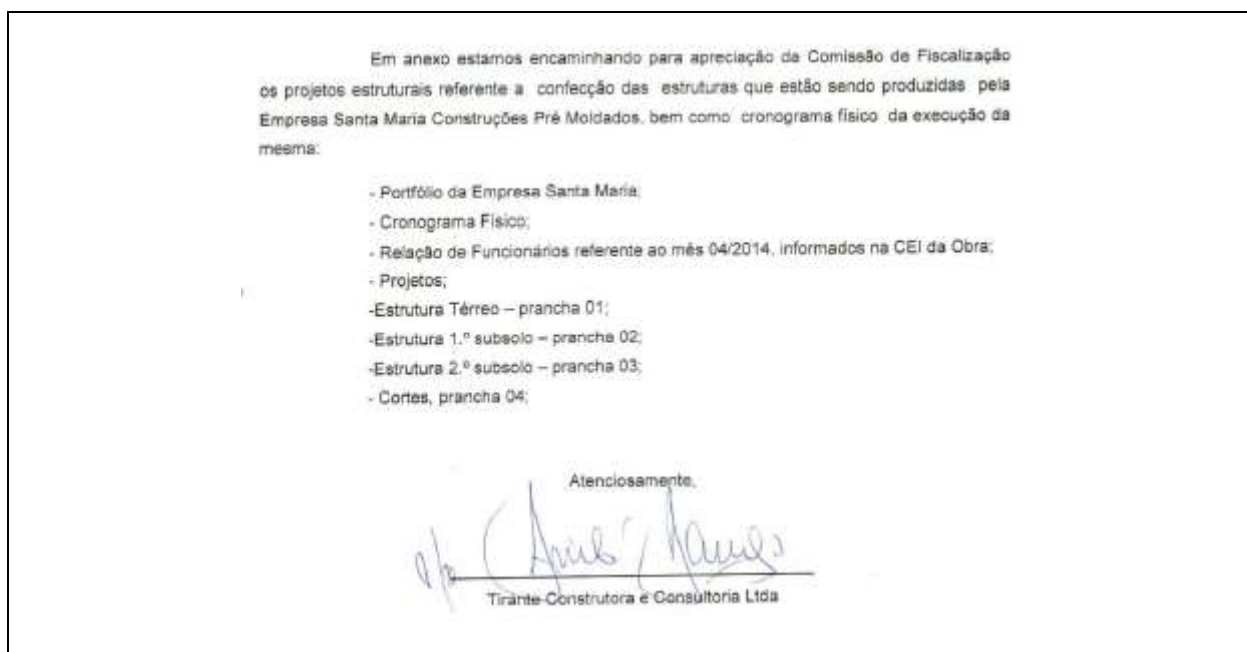 Em anexo estamos encaminhando para apreciação da Comissão de Fiscalização
os projetos estruturais referente a confecção das estruturas que estão sendo produzidas pela
Empresa Santa Maria Construções Pré Moldados, bem como cronograma físico da execução da
mesma:
- Portfólio da Empresa Santa Maria;
- Cronograma Físico;
- Relação de Funcionários referente ao mês 04/2014, informados na CEI da Obra;
- Projetos;
-Estrutura Térreo – prancha 01;
-Estrutura 1.º subsolo – prancha 02;
-Estrutura 2.º subsolo – prancha 03;
- Cortes, prancha 04;
Atenciosamente,
Tirante Construtora e Consultoria Ltda